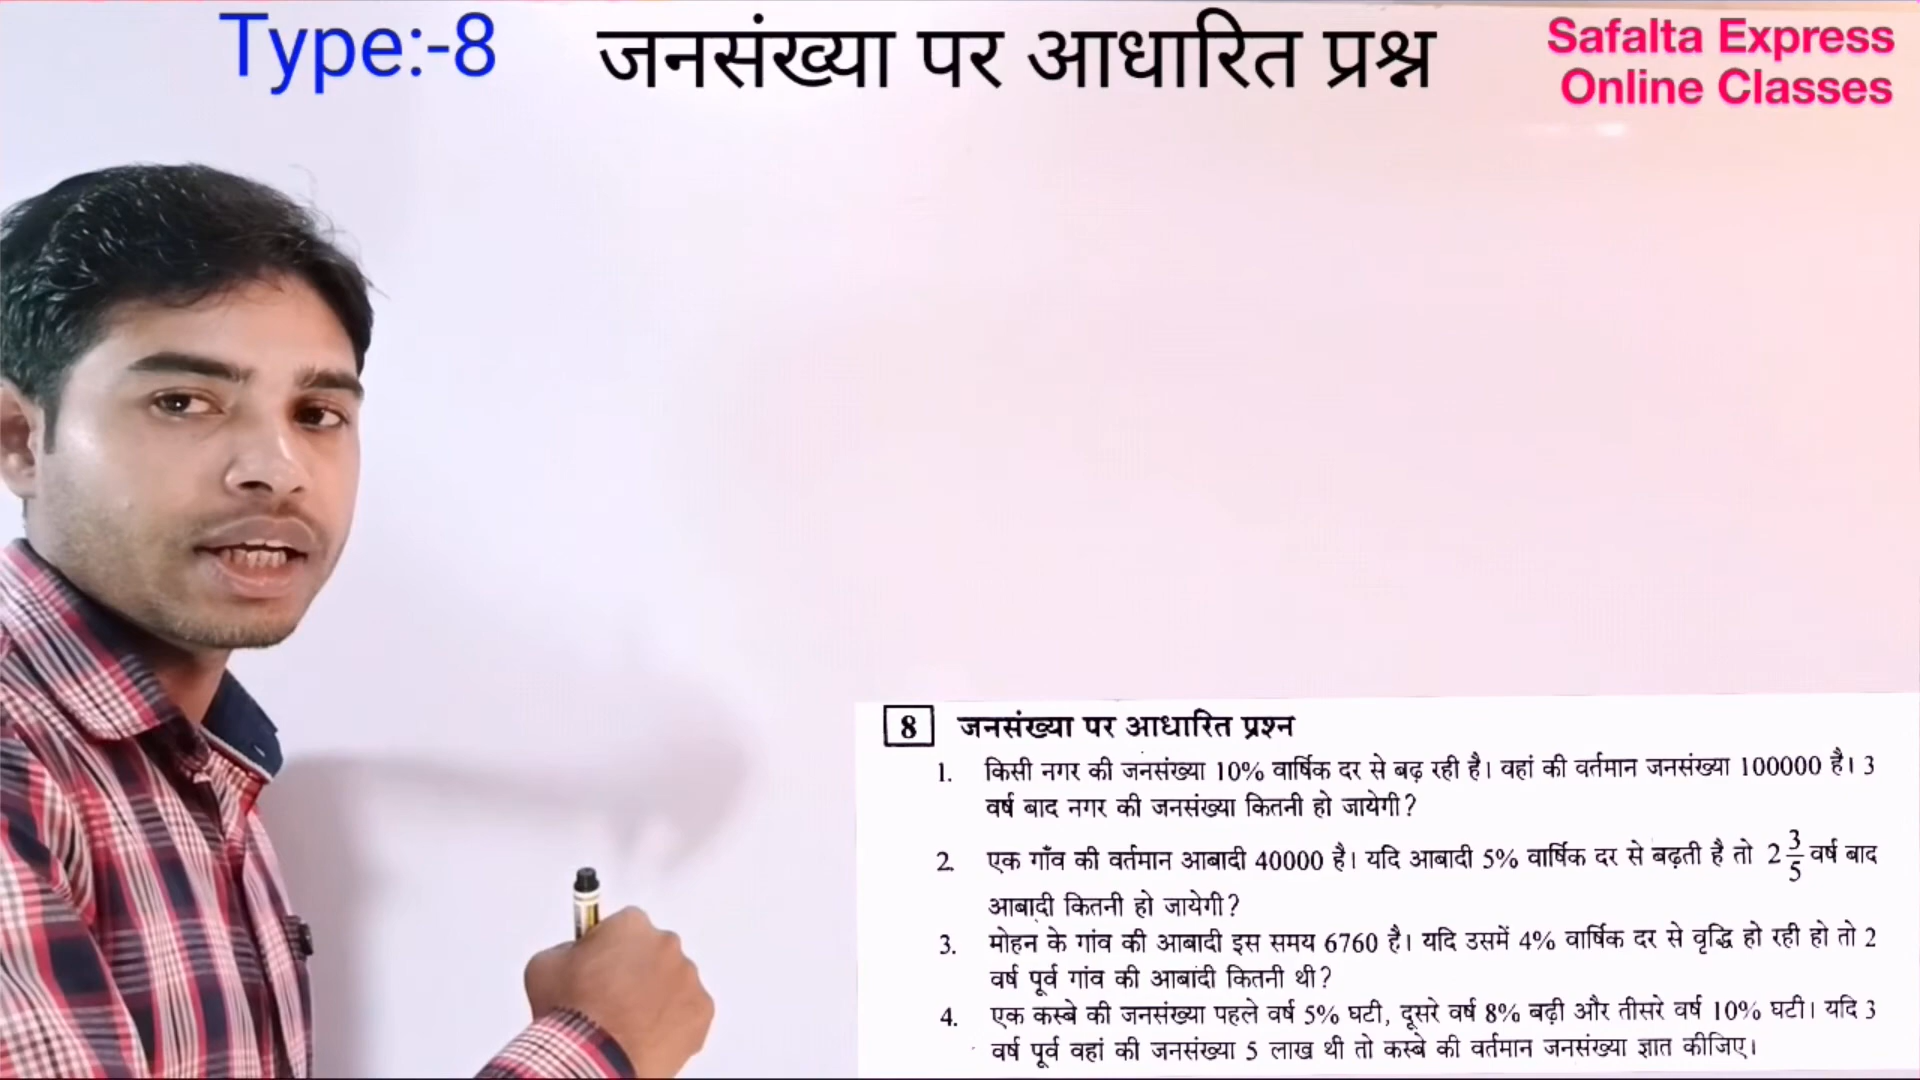 Type:-8 जनसंख्या पर आधारित प्रश्न
Safalta Express
Online Classes
8 जनसंख्या पर आधारित प्रश्न
1. किसी नगर की जनसंख्या 10% वार्षिक दर से बढ़ रही है। वहां की वर्तमान जनसंख्या 100000 है। 3
वर्ष बाद नगर की जनसंख्या कितनी हो जायेगी?
2. एक गाँव की वर्तमान आबादी 40000 है। यदि आबादी 5% वार्षिक दर से बढ़ती है तो 2 3/5 वर्ष बाद
आबादी कितनी हो जायेगी?
3. मोहन के गांव की आबादी इस समय 6760 है। यदि उसमें 4% वार्षिक दर से वृद्धि हो रही हो तो 2
वर्ष पूर्व गांव की आबादी कितनी थी?
4. एक कस्बे की जनसंख्या पहले वर्ष 5% घटी, दूसरे वर्ष 8% बढ़ी और तीसरे वर्ष 10% घटी। यदि 3
वर्ष पूर्व वहां की जनसंख्या 5 लाख थी तो कस्बे की वर्तमान जनसंख्या ज्ञात कीजिए।